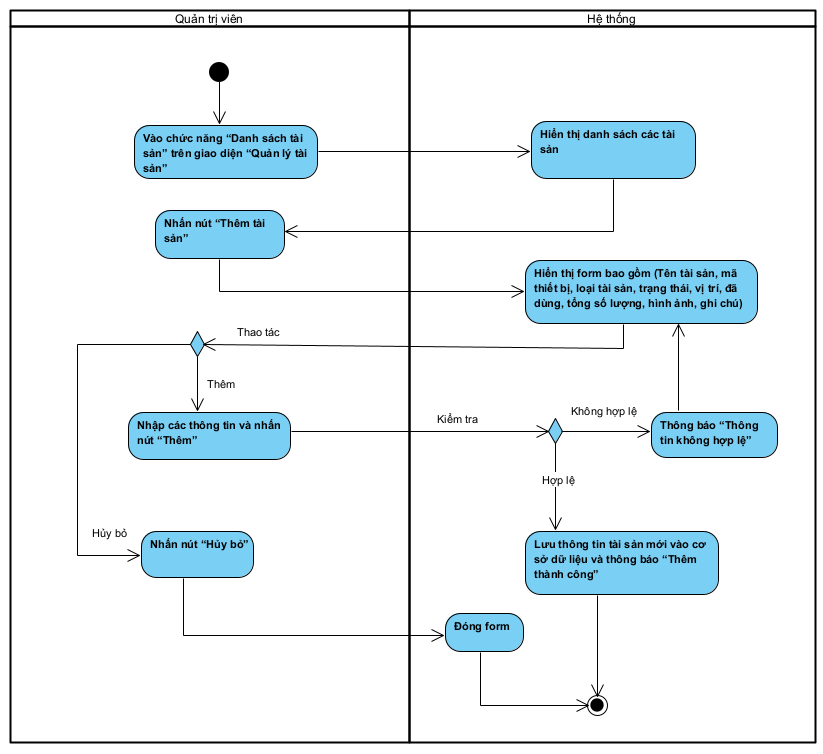 Quản trị viên
Hệ thống
Vào chức năng “Danh sách tài
sản” trên giao diện “Quản lý tài
sản”
Hiển thị danh sách các tài
sản
Nhấn nút “Thêm tài
sản”
Hiển thị form bao gồm (Tên tài sản, mã
thiết bị, loại tài sản, trạng thái, vị trí, đã
dùng, tổng số lượng, hình ảnh, ghi chú)
Thao tác
Thêm
Nhập các thông tin và nhấn
nút “Thêm”
Kiểm tra
Không hợp lệ
Thông báo “Thông
tin không hợp lệ”
Hợp lệ
Hủy bỏ
Nhấn nút “Hủy bỏ”
Lưu thông tin tài sản mới vào cơ
sở dữ liệu và thông báo “Thêm
thành công”
Đóng form